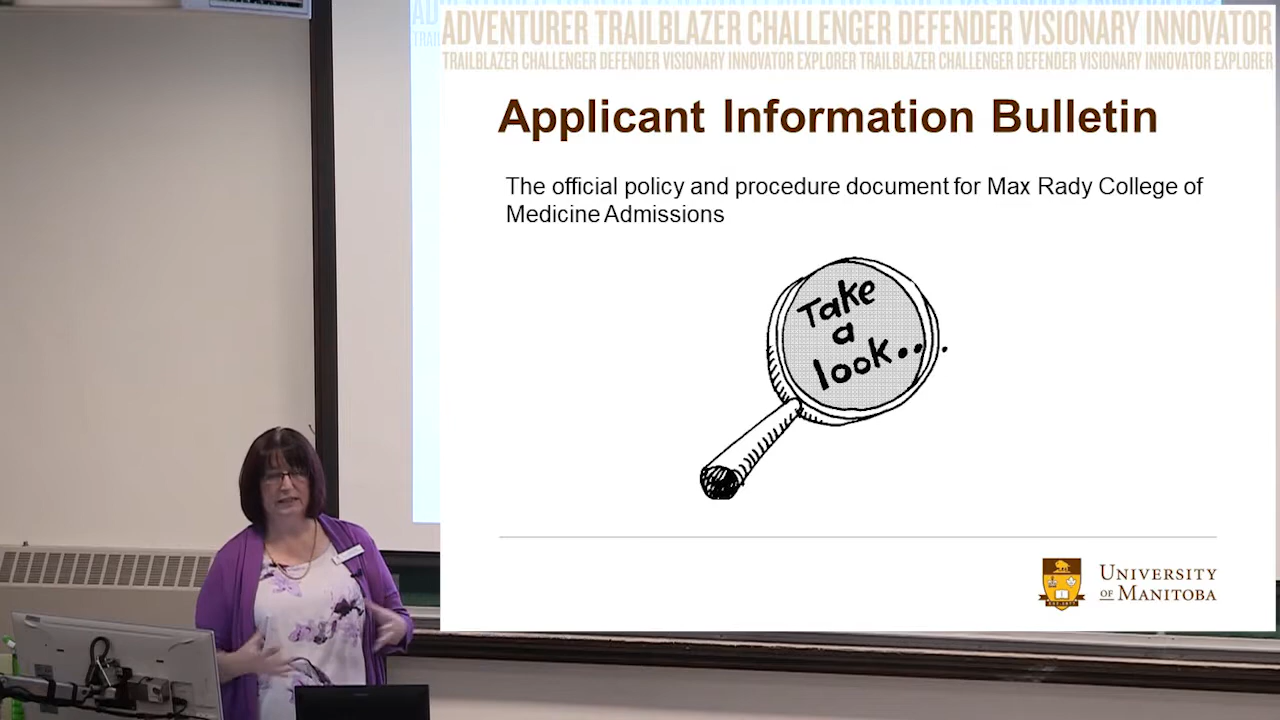 ADVENTURER TRAILBLAZER CHALLENGER DEFENDER VISIONARY INNOVATOR
TRAILBLAZER CHALLENGER DEFENDER VISIONARY INNOVATOR EXPLORER TRAILBLAZER CHALLENGER DEFENDER VISIONARY INNOVATOR EXPLORER
Applicant Information Bulletin
The official policy and procedure document for Max Rady College of
Medicine Admissions
Take
a
look...
UNIVERSITY
OF MANITOBA